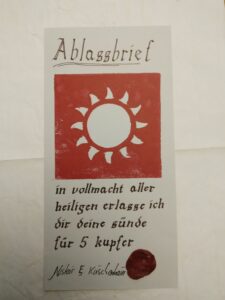 Ablassbrief
in vollmacht aller
heiligen erlasse ich
dir deine sünde
für 5 kupfer